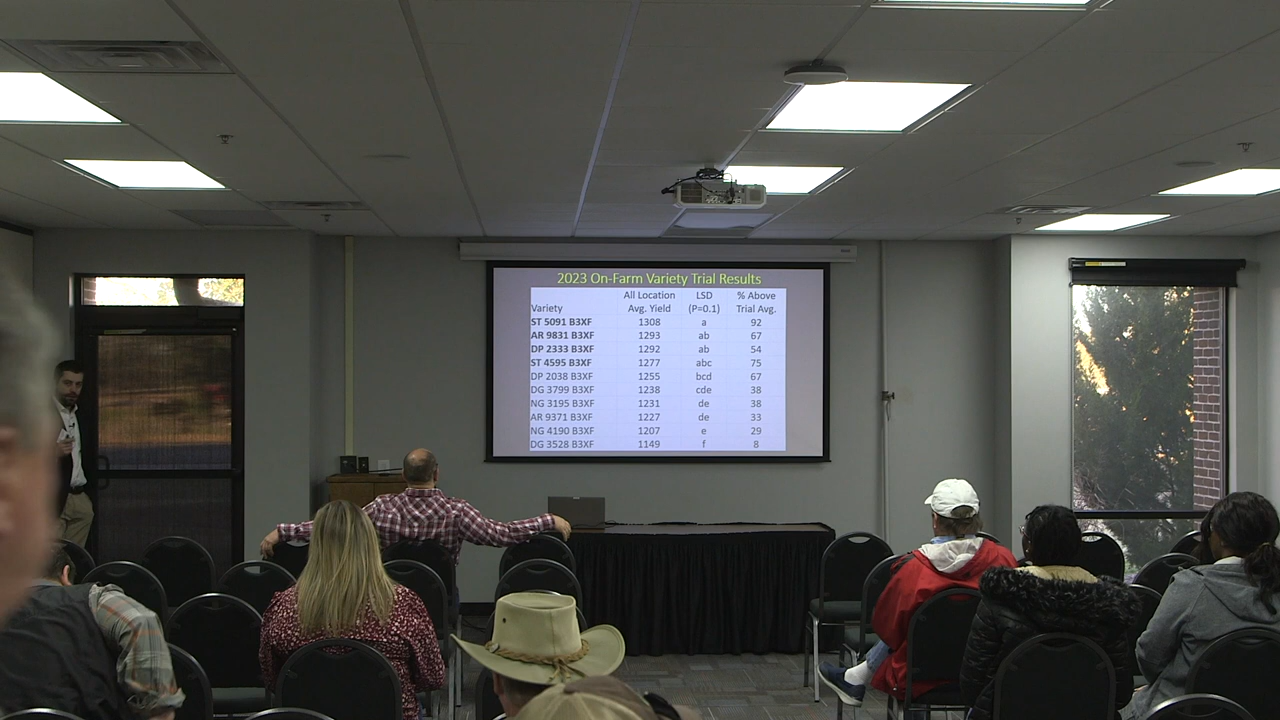 2023 On-Farm Variety Trial Results
Variety All Location Avg. Yield LSD (P=0.1) % Above Trial Avg.
ST 5091 B3XF 1308 a 92
AR 9831 B3XF 1293 ab 67
DP 2333 B3XF 1292 ab 54
ST 4595 B3XF 1277 abc 75
DP 2038 B3XF 1255 bcd 67
DG 3799 B3XF 1238 cde 38
NG 3195 B3XF 1231 de 38
AR 9371 B3XF 1227 de 33
NG 4190 B3XF 1207 e 29
DG 3528 B3XF 1149 f 8